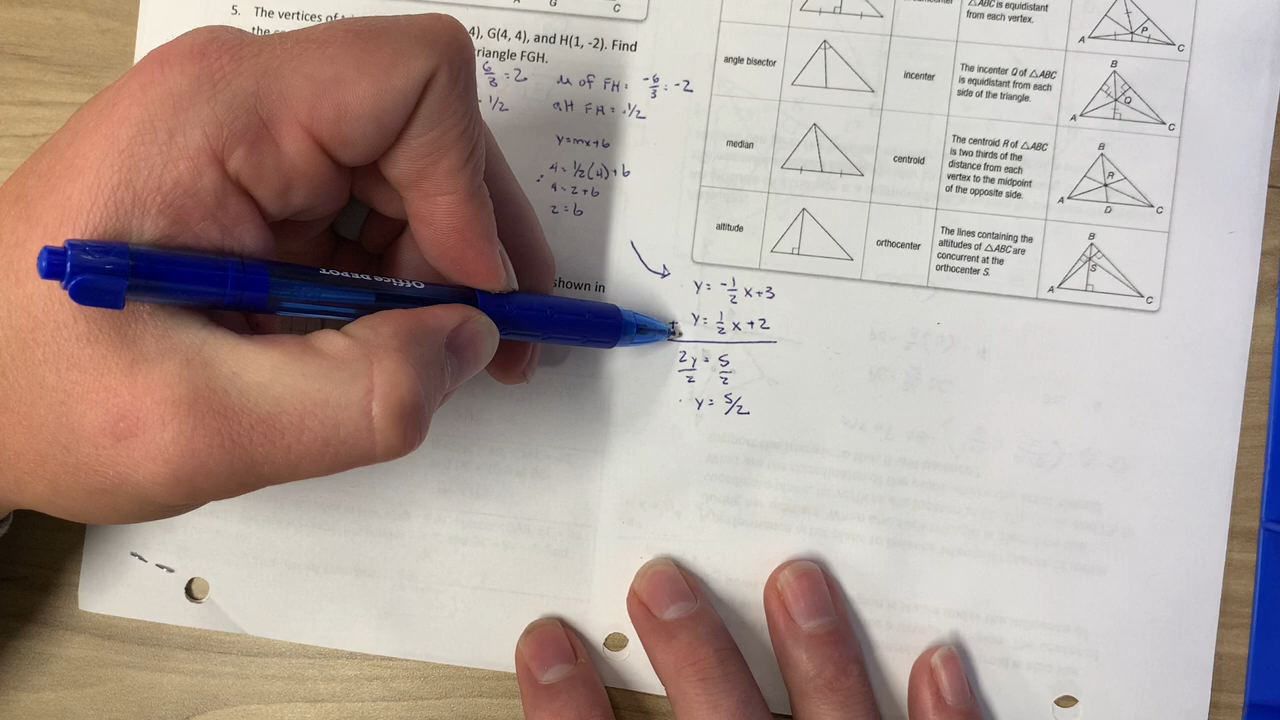 A G C
5. The vertices of
4), G(4, 4), and H(1, -2). Find
the
riangle FGH.
6/3 = 2
- 1/2
m of FH = -6/3 = -2
alt FH = 1/2
y=mx+b
4 = 1/2(4)+b
4 = 2+b
2 = b
shown in
OFFICE DEPOT
y = -1/2 x+3
+ y = 1/2 x+2
2y/2 = 5/2
y = 5/2
△ABC is equidistant
from each vertex.
A P C
angle bisector
incenter
The incenter Q of △ABC
is equidistant from each
side of the triangle.
B
Q
A C
median
centroid
The centroid R of △ABC
is two thirds of the
distance from each
vertex to the midpoint
of the opposite side.
B
R
A D C
altitude
orthocenter
The lines containing the
altitudes of △ABC are
concurrent at the
orthocenter S.
B
S
A C